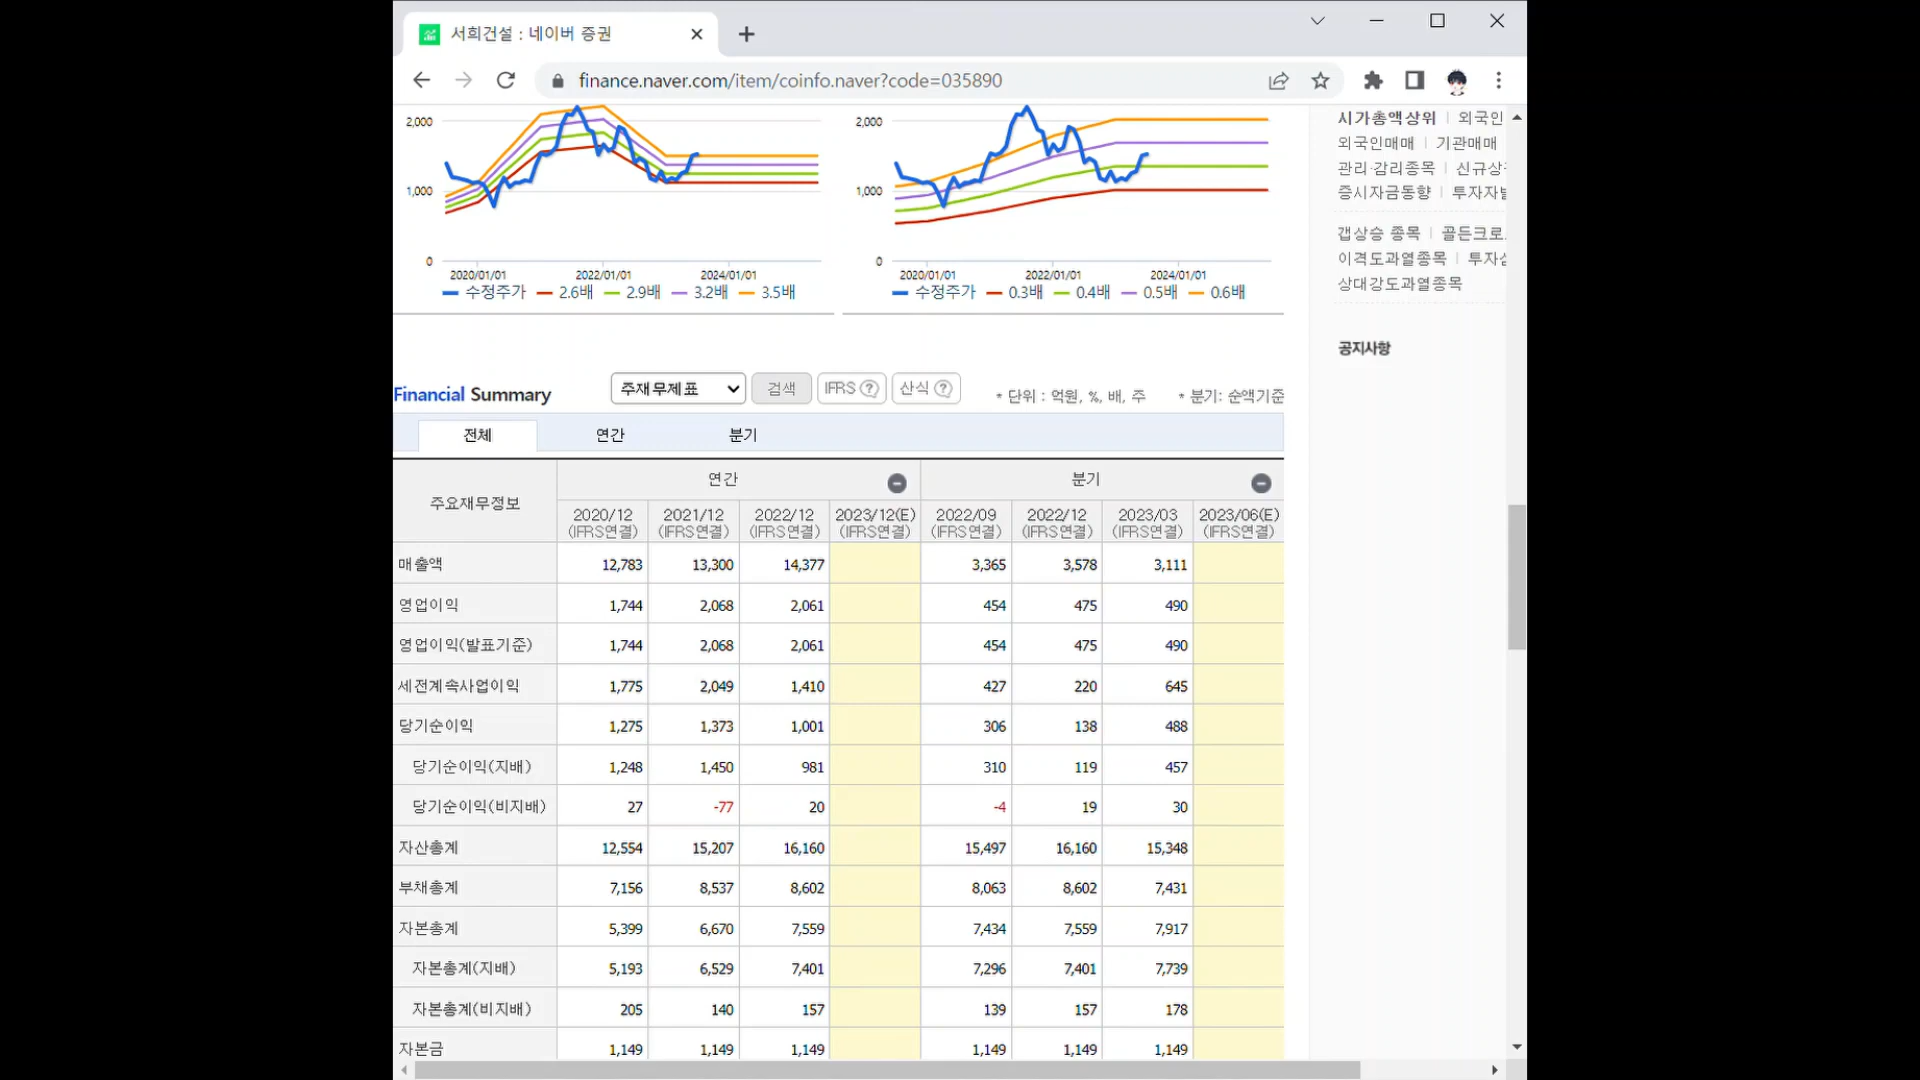 서희건설 : 네이버 증권
finance.naver.com/item/coinfo.naver?code=035890
2,000
1,000
0
2020/01/01 2022/01/01 2024/01/01
수정주가 2.6배 2.9배 3.2배 3.5배
2,000
1,000
0
2020/01/01 2022/01/01 2024/01/01
수정주가 0.3배 0.4배 0.5배 0.6배
시가총액상위 외국인
외국인매매 기관매매
관리·감리종목 신규상
증시자금동향 투자자
갭상승 종목 골든크로
이격도과열종목 투자심
상대강도과열종목
공지사항
Financial Summary 주재무제표 검색 IFRS ? 산식 ? * 단위 : 억원, %, 배, 주 * 분기: 순액기준
전체 연간 분기
주요재무정보 연간 분기
2020/12 2021/12 2022/12 2023/12(E) 2022/09 2022/12 2023/03 2023/06(E)
(IFRS연결) (IFRS연결) (IFRS연결) (IFRS연결) (IFRS연결) (IFRS연결) (IFRS연결) (IFRS연결)
매출액 12,783 13,300 14,377 3,365 3,578 3,111
영업이익 1,744 2,068 2,061 454 475 490
영업이익(발표기준) 1,744 2,068 2,061 454 475 490
세전계속사업이익 1,775 2,049 1,410 427 220 645
당기순이익 1,275 1,373 1,001 306 138 488
당기순이익(지배) 1,248 1,450 981 310 119 457
당기순이익(비지배) 27 -77 20 -4 19 30
자산총계 12,554 15,207 16,160 15,497 16,160 15,348
부채총계 7,156 8,537 8,602 8,063 8,602 7,431
자본총계 5,399 6,670 7,559 7,434 7,559 7,917
자본총계(지배) 5,193 6,529 7,401 7,296 7,401 7,739
자본총계(비지배) 205 140 157 139 157 178
자본금 1,149 1,149 1,149 1,149 1,149 1,149